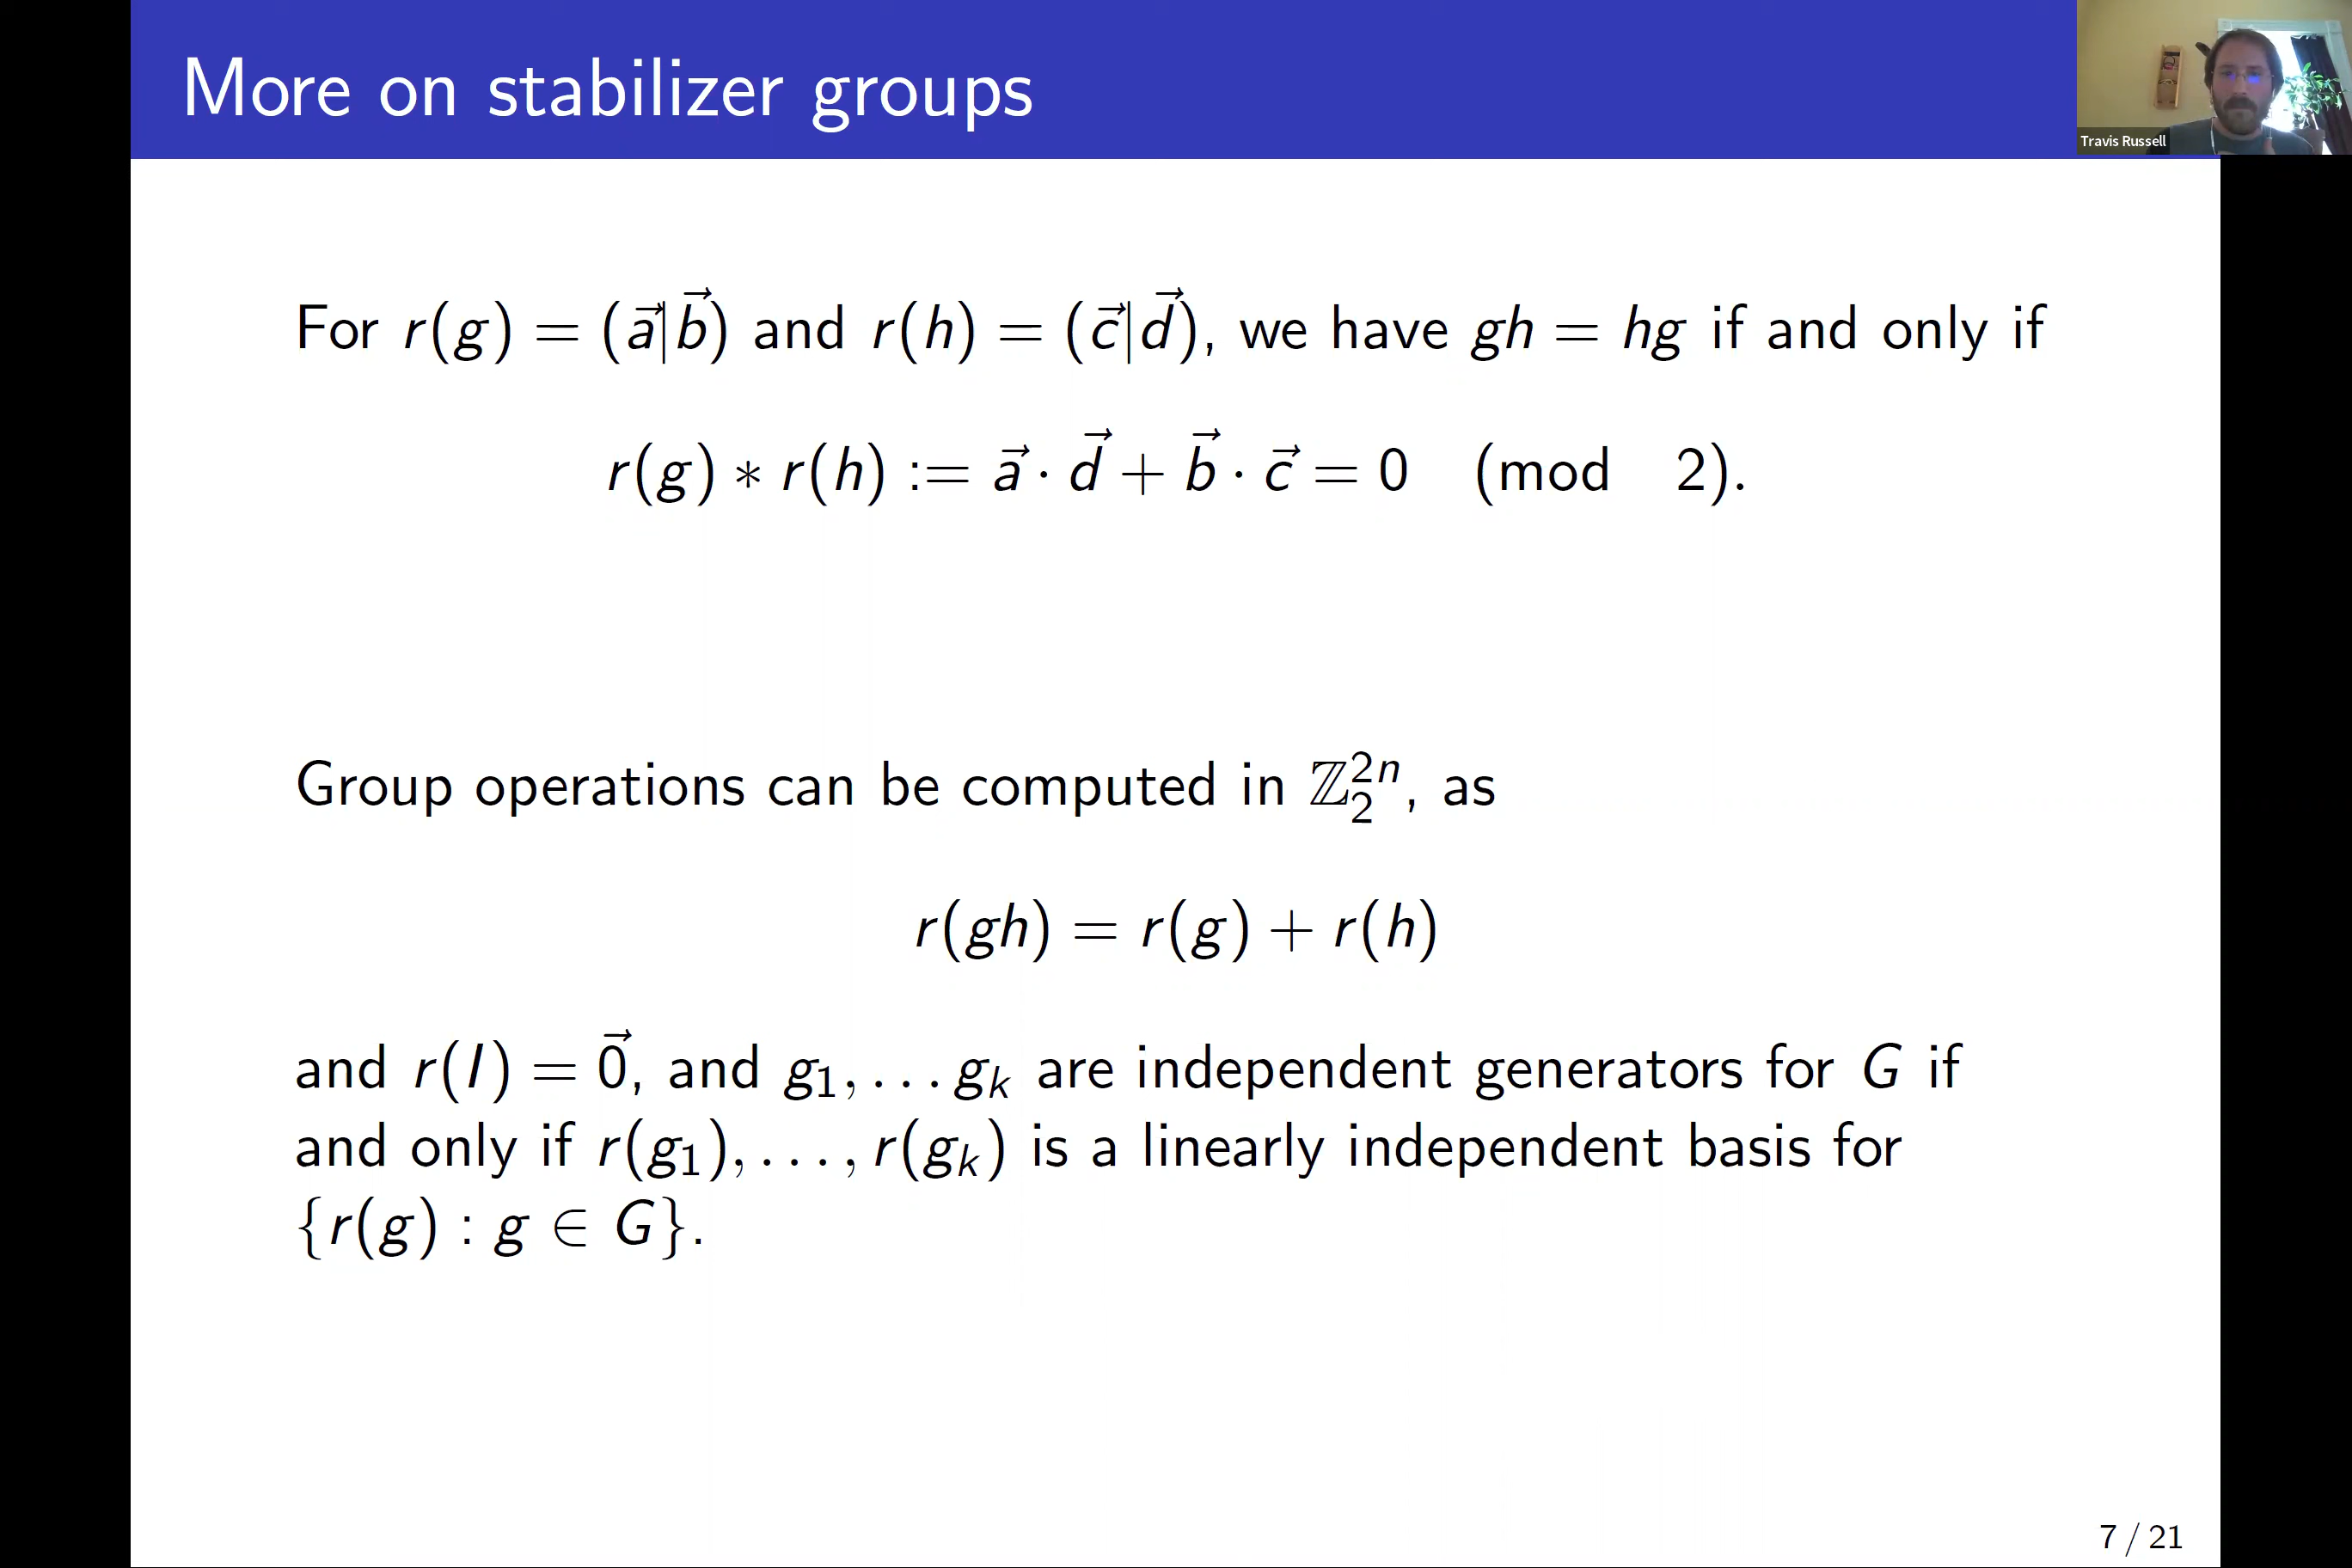 More on stabilizer groups
Travis Russell
For r(g) = (a⃗|b⃗) and r(h) = (c⃗|d⃗), we have gh = hg if and only if
r(g) ∗ r(h) := a⃗ · d⃗ + b⃗ · c⃗ = 0 (mod 2).
Group operations can be computed in ℤ₂²ⁿ, as
r(gh) = r(g) + r(h)
and r(I) = 0⃗, and g₁, . . . gₖ are independent generators for G if
and only if r(g₁), . . . , r(gₖ) is a linearly independent basis for
{r(g) : g ∈ G}.
7 / 21